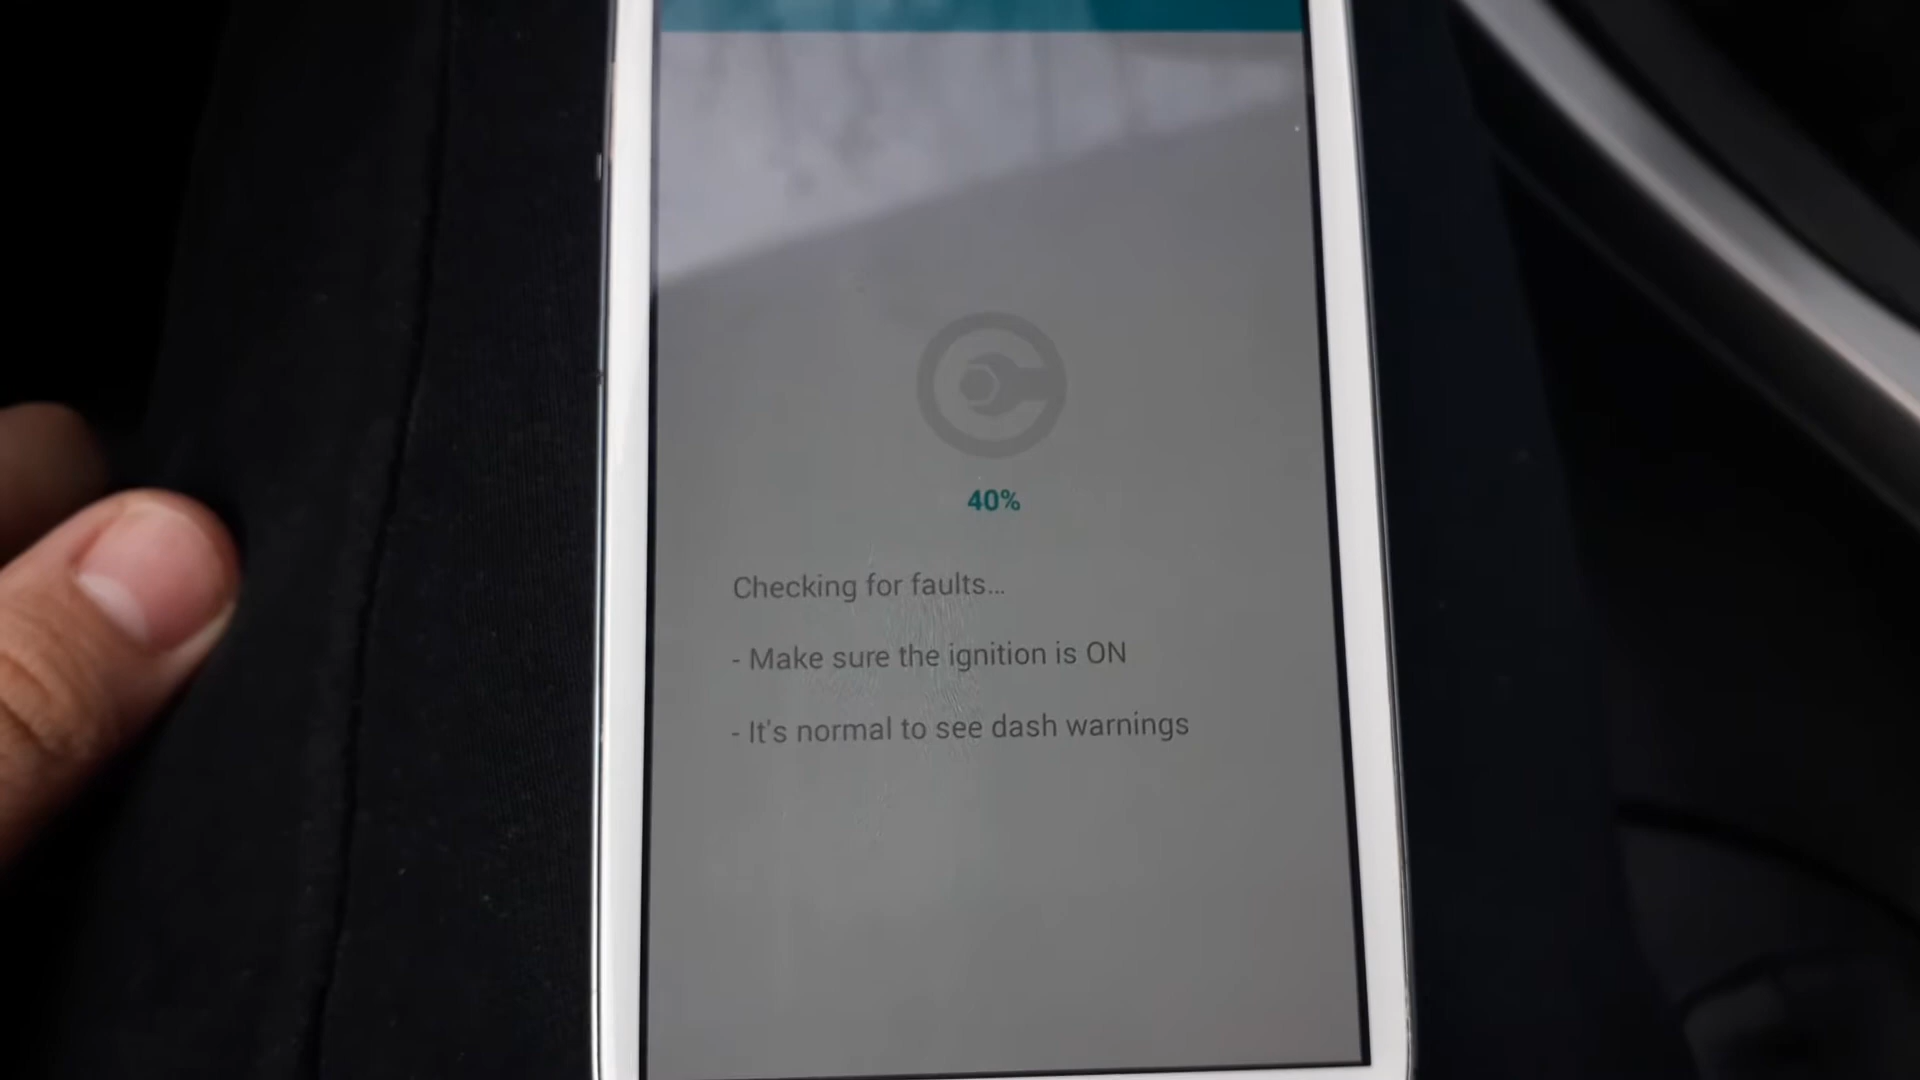 40%
Checking for faults...
- Make sure the ignition is ON
- It's normal to see dash warnings